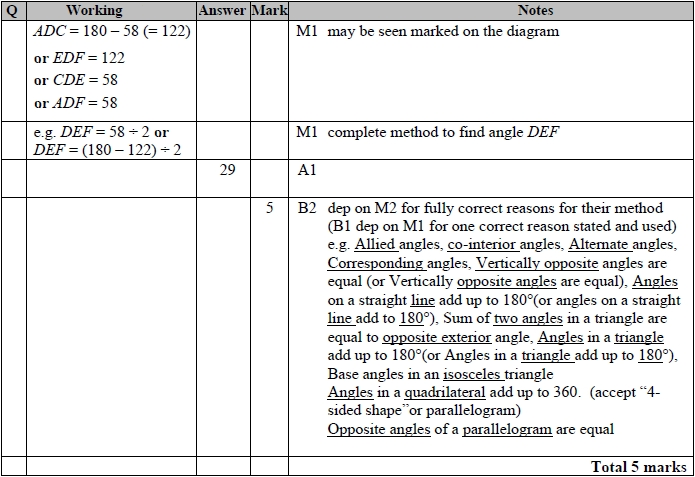 Q Working Answer Mark Notes
ADC = 180 – 58 (= 122) M1 may be seen marked on the diagram
or EDF = 122
or CDE = 58
or ADF = 58
e.g. DEF = 58 ÷ 2 or M1 complete method to find angle DEF
DEF = (180 – 122) ÷ 2
29 A1
5 B2 dep on M2 for fully correct reasons for their method
(B1 dep on M1 for one correct reason stated and used)
e.g. Allied angles, co-interior angles, Alternate angles,
Corresponding angles, Vertically opposite angles are
equal (or Vertically opposite angles are equal), Angles
on a straight line add up to 180°(or angles on a straight
line add to 180°), Sum of two angles in a triangle are
equal to opposite exterior angle, Angles in a triangle
add up to 180°(or Angles in a triangle add up to 180°),
Base angles in an isosceles triangle
Angles in a quadrilateral add up to 360. (accept “4-
sided shape”or parallelogram)
Opposite angles of a parallelogram are equal
Total 5 marks